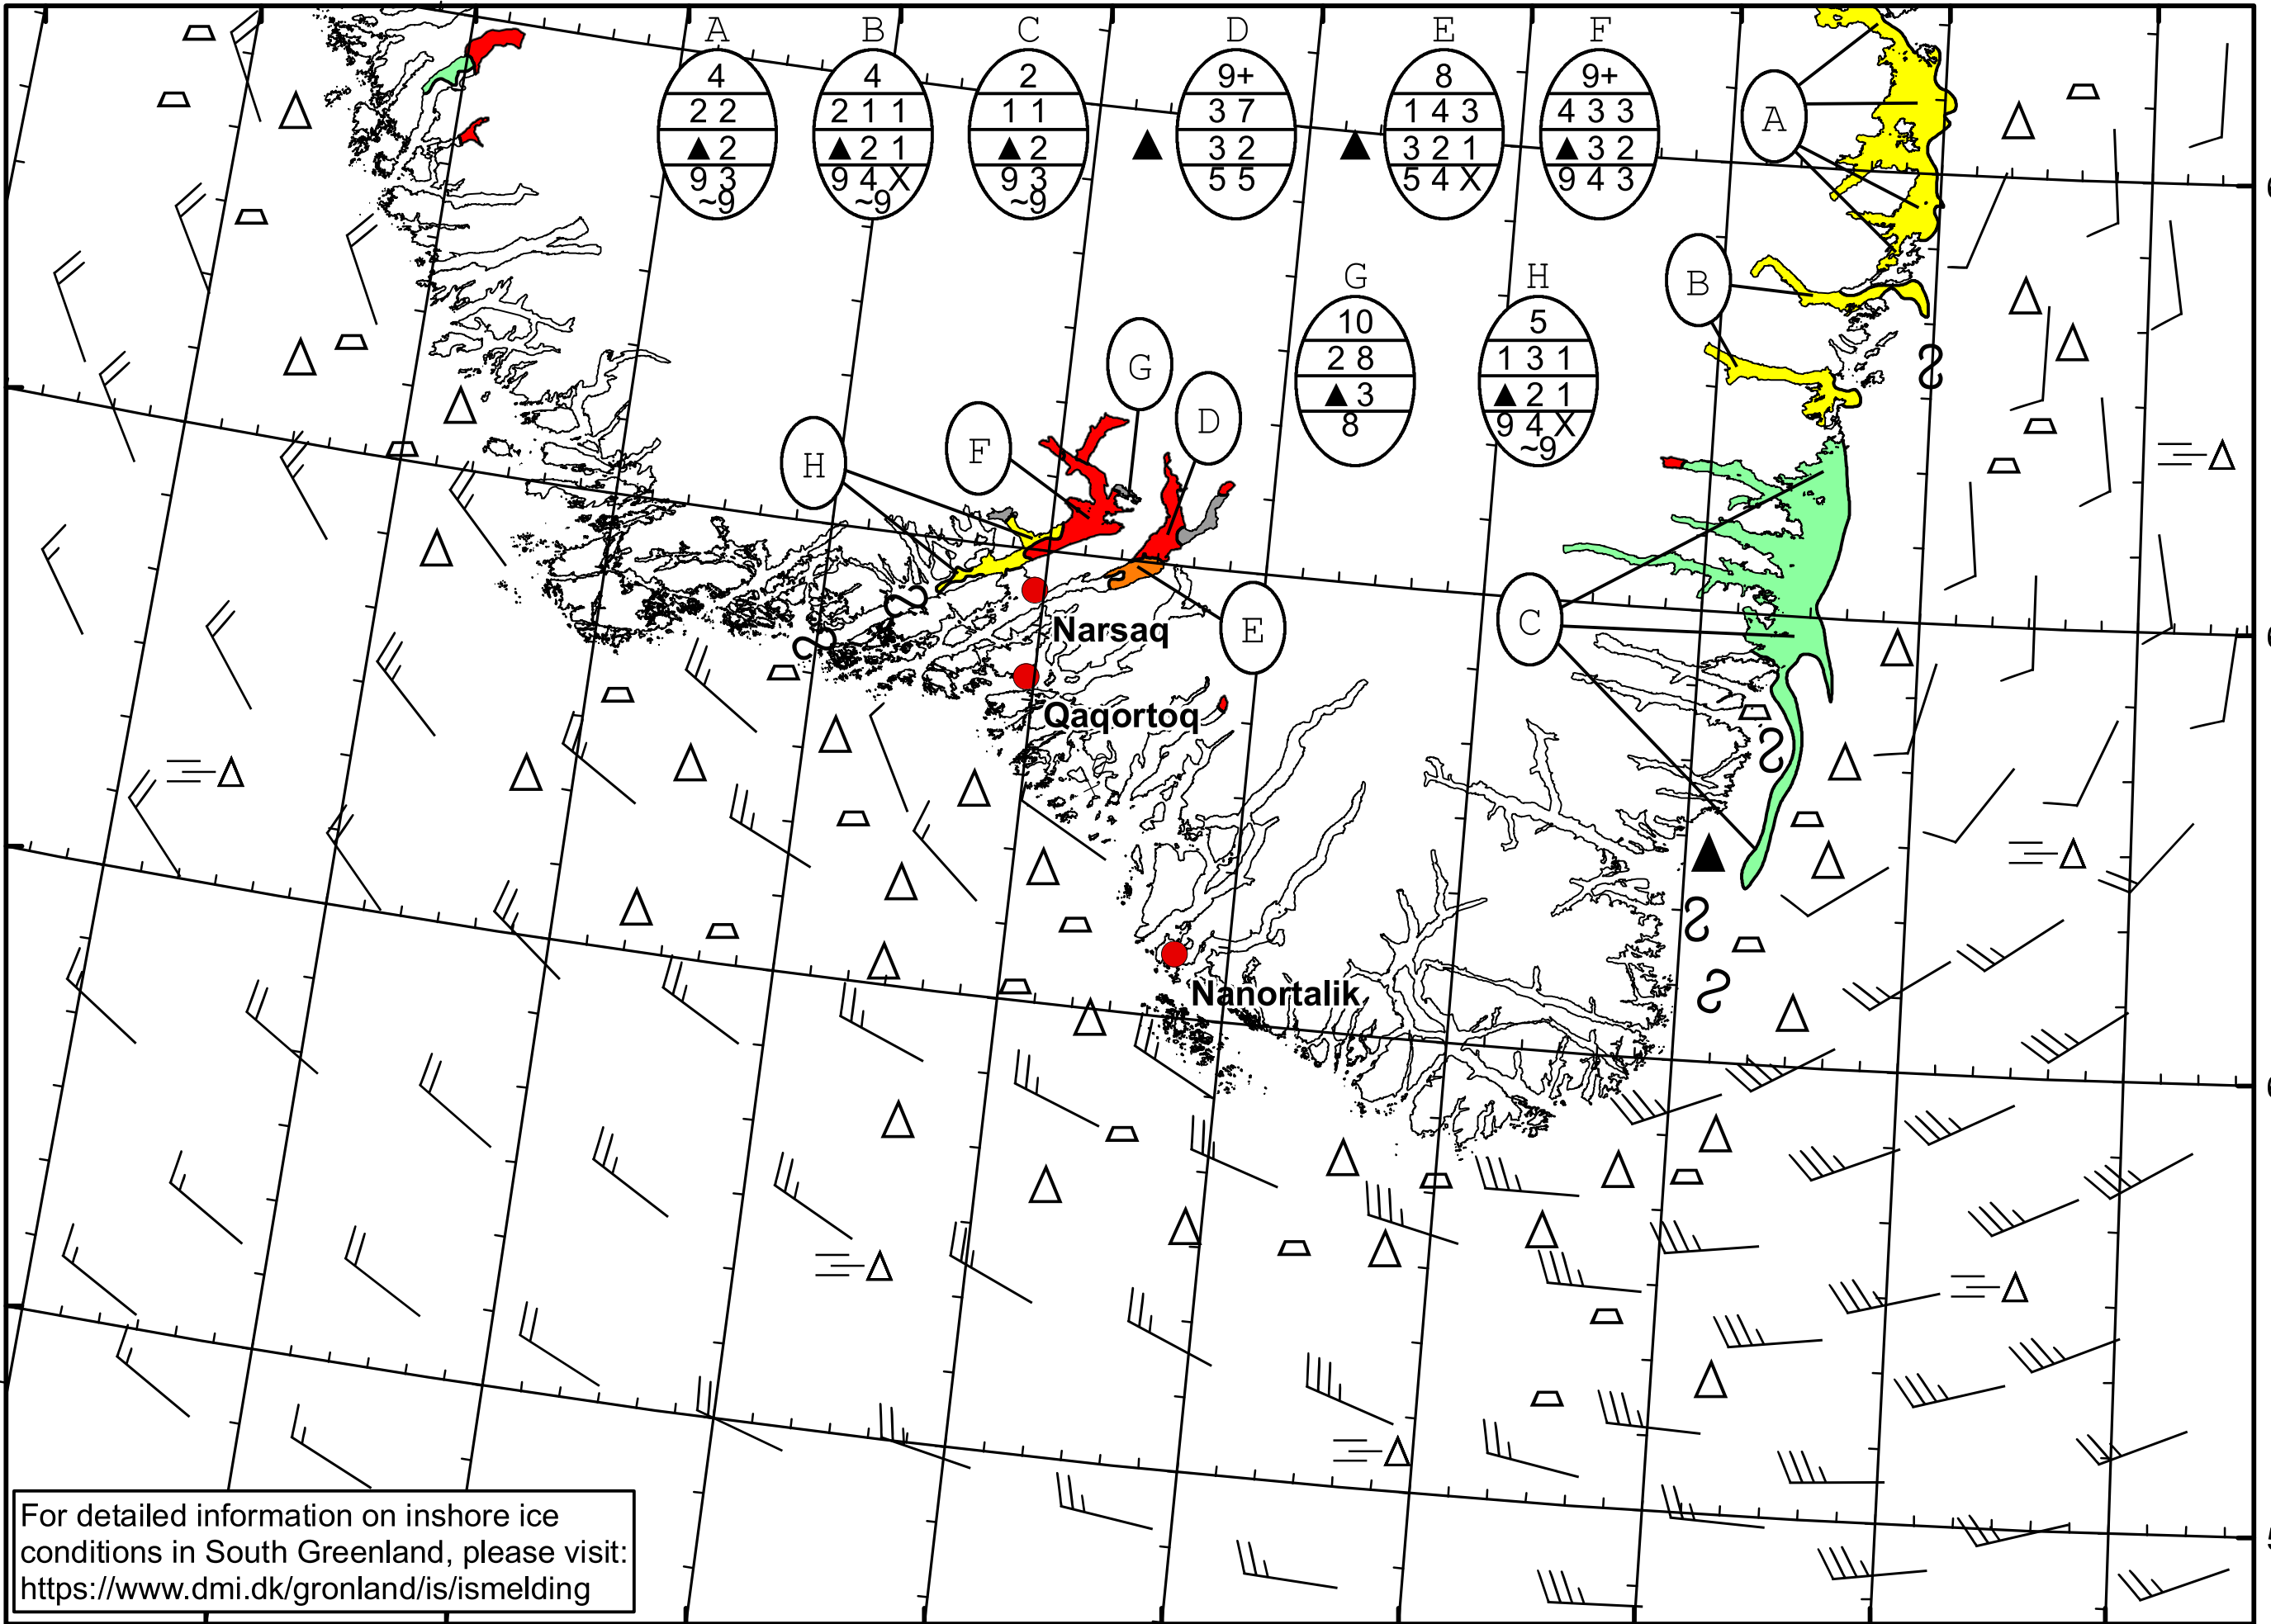 A B C D E F
4 4 2 9+ 8 9+
2 2 2 1 1 1 1 3 7 1 4 3 4 3 3
▲ 2 ▲ 2 1 ▲ 2 ▲ 3 2 ▲ 3 2 1 ▲ 3 2
9 3 9 4 X 9 3 5 5 5 4 X 9 4 3
~9 ~9 ~9
A
B
G H
10 5
2 8 1 3 1
▲ 3 ▲ 2 1
8 9 4 X
~9
G
D
F
H
C
E
Narsaq
Qaqortoq
Nanortalik
For detailed information on inshore ice
conditions in South Greenland, please visit:
https://www.dmi.dk/gronland/is/ismelding